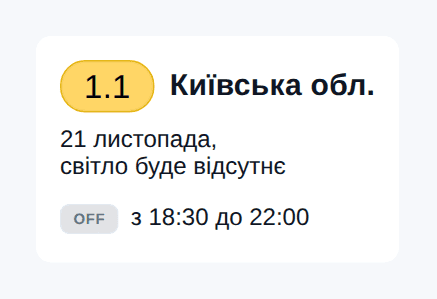 1.1 Київська обл.
21 листопада,
світло буде відсутнє
OFF з 18:30 до 22:00